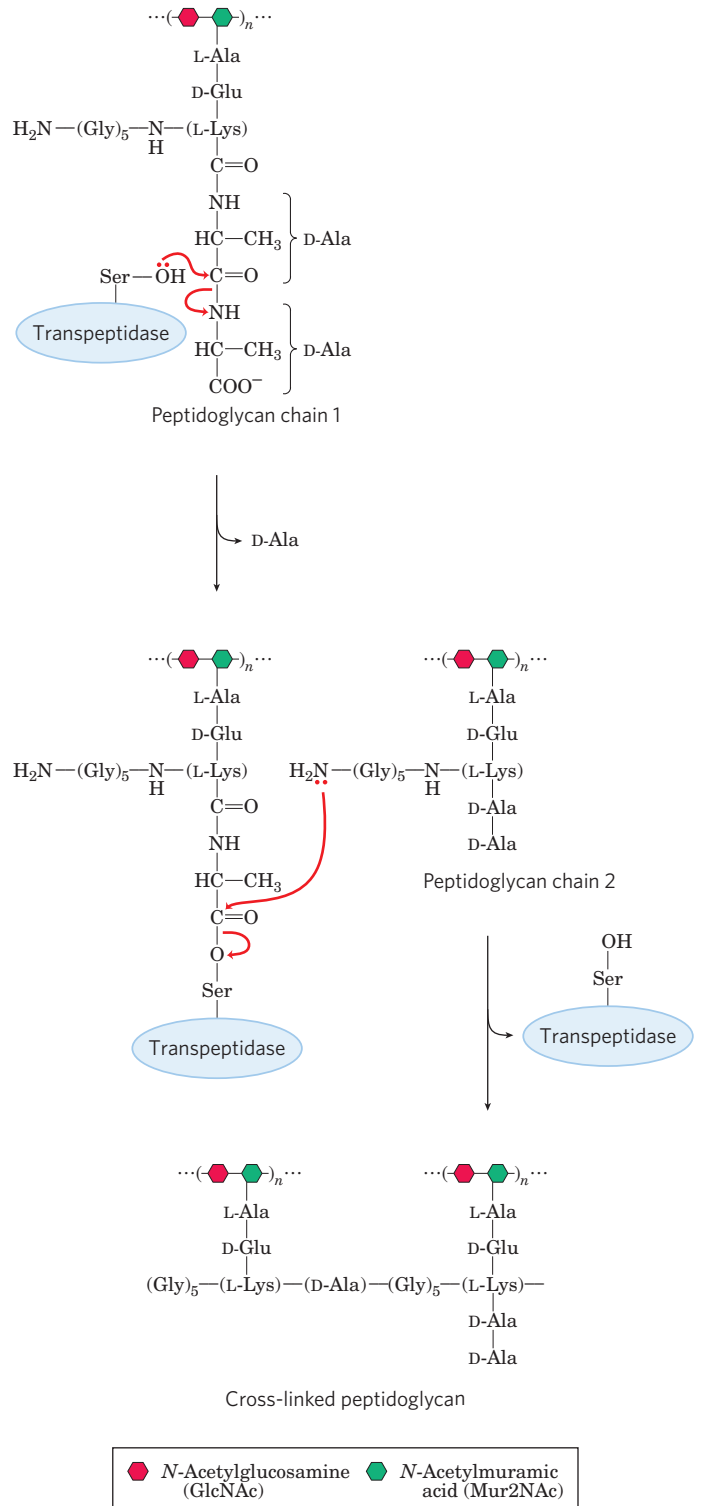 ···( )n···
L-Ala
D-Glu
H2N—(Gly)5—N—(L-Lys)
H
C=O
NH
HC—CH3
D-Ala
Ser—OH
C=O
Transpeptidase
NH
HC—CH3
D-Ala
COO−
Peptidoglycan chain 1
D-Ala
···( )n···
L-Ala
D-Glu
H2N—(Gly)5—N—(L-Lys)
H
C=O
NH
HC—CH3
C=O
O
Ser
Transpeptidase
···( )n···
L-Ala
D-Glu
H2N—(Gly)5—N—(L-Lys)
H
D-Ala
D-Ala
Peptidoglycan chain 2
OH
Ser
Transpeptidase
···( )n··· ···( )n···
L-Ala L-Ala
D-Glu D-Glu
(Gly)5—(L-Lys)—(D-Ala)—(Gly)5—(L-Lys)—
D-Ala
D-Ala
Cross-linked peptidoglycan
N-Acetylglucosamine
(GlcNAc)
N-Acetylmuramic
acid (Mur2NAc)